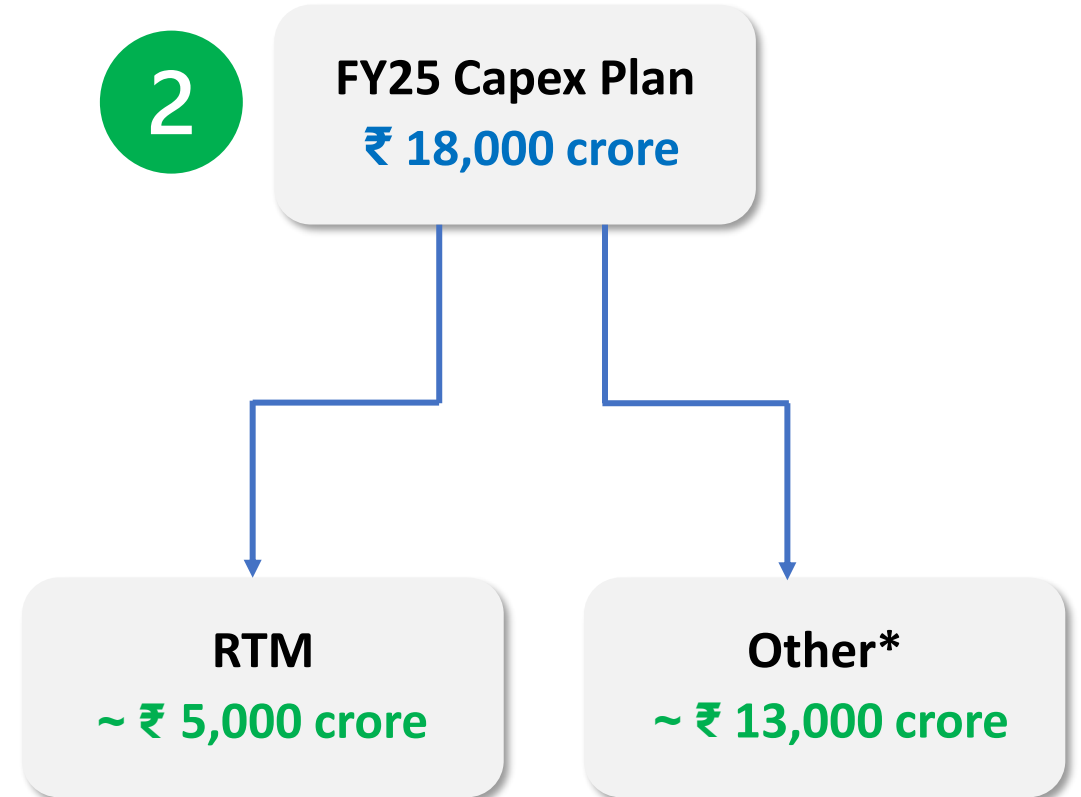 2
FY25 Capex Plan
₹ 18,000 crore
RTM
~ ₹ 5,000 crore
Other*
~ ₹ 13,000 crore